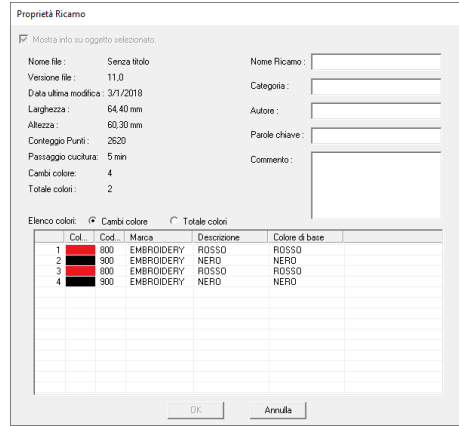 Proprietà Ricamo
Mostra info su oggetto selezionato.
Nome file : Senza titolo
Versione file : 11,0
Data ultima modifica : 3/1/2018
Larghezza : 64,40 mm
Altezza : 60,30 mm
Conteggio Punti : 2620
Passaggio cucitura: 5 min
Cambi colore: 4
Totale colori : 2
Nome Ricamo :
Categoria :
Autore :
Parole chiave :
Commento :
Elenco colori: Cambi colore Totale colori
Col... Cod... Marca Descrizione Colore di base
1 800 EMBROIDERY ROSSO ROSSO
2 900 EMBROIDERY NERO NERO
3 800 EMBROIDERY ROSSO ROSSO
4 900 EMBROIDERY NERO NERO
OK Annulla